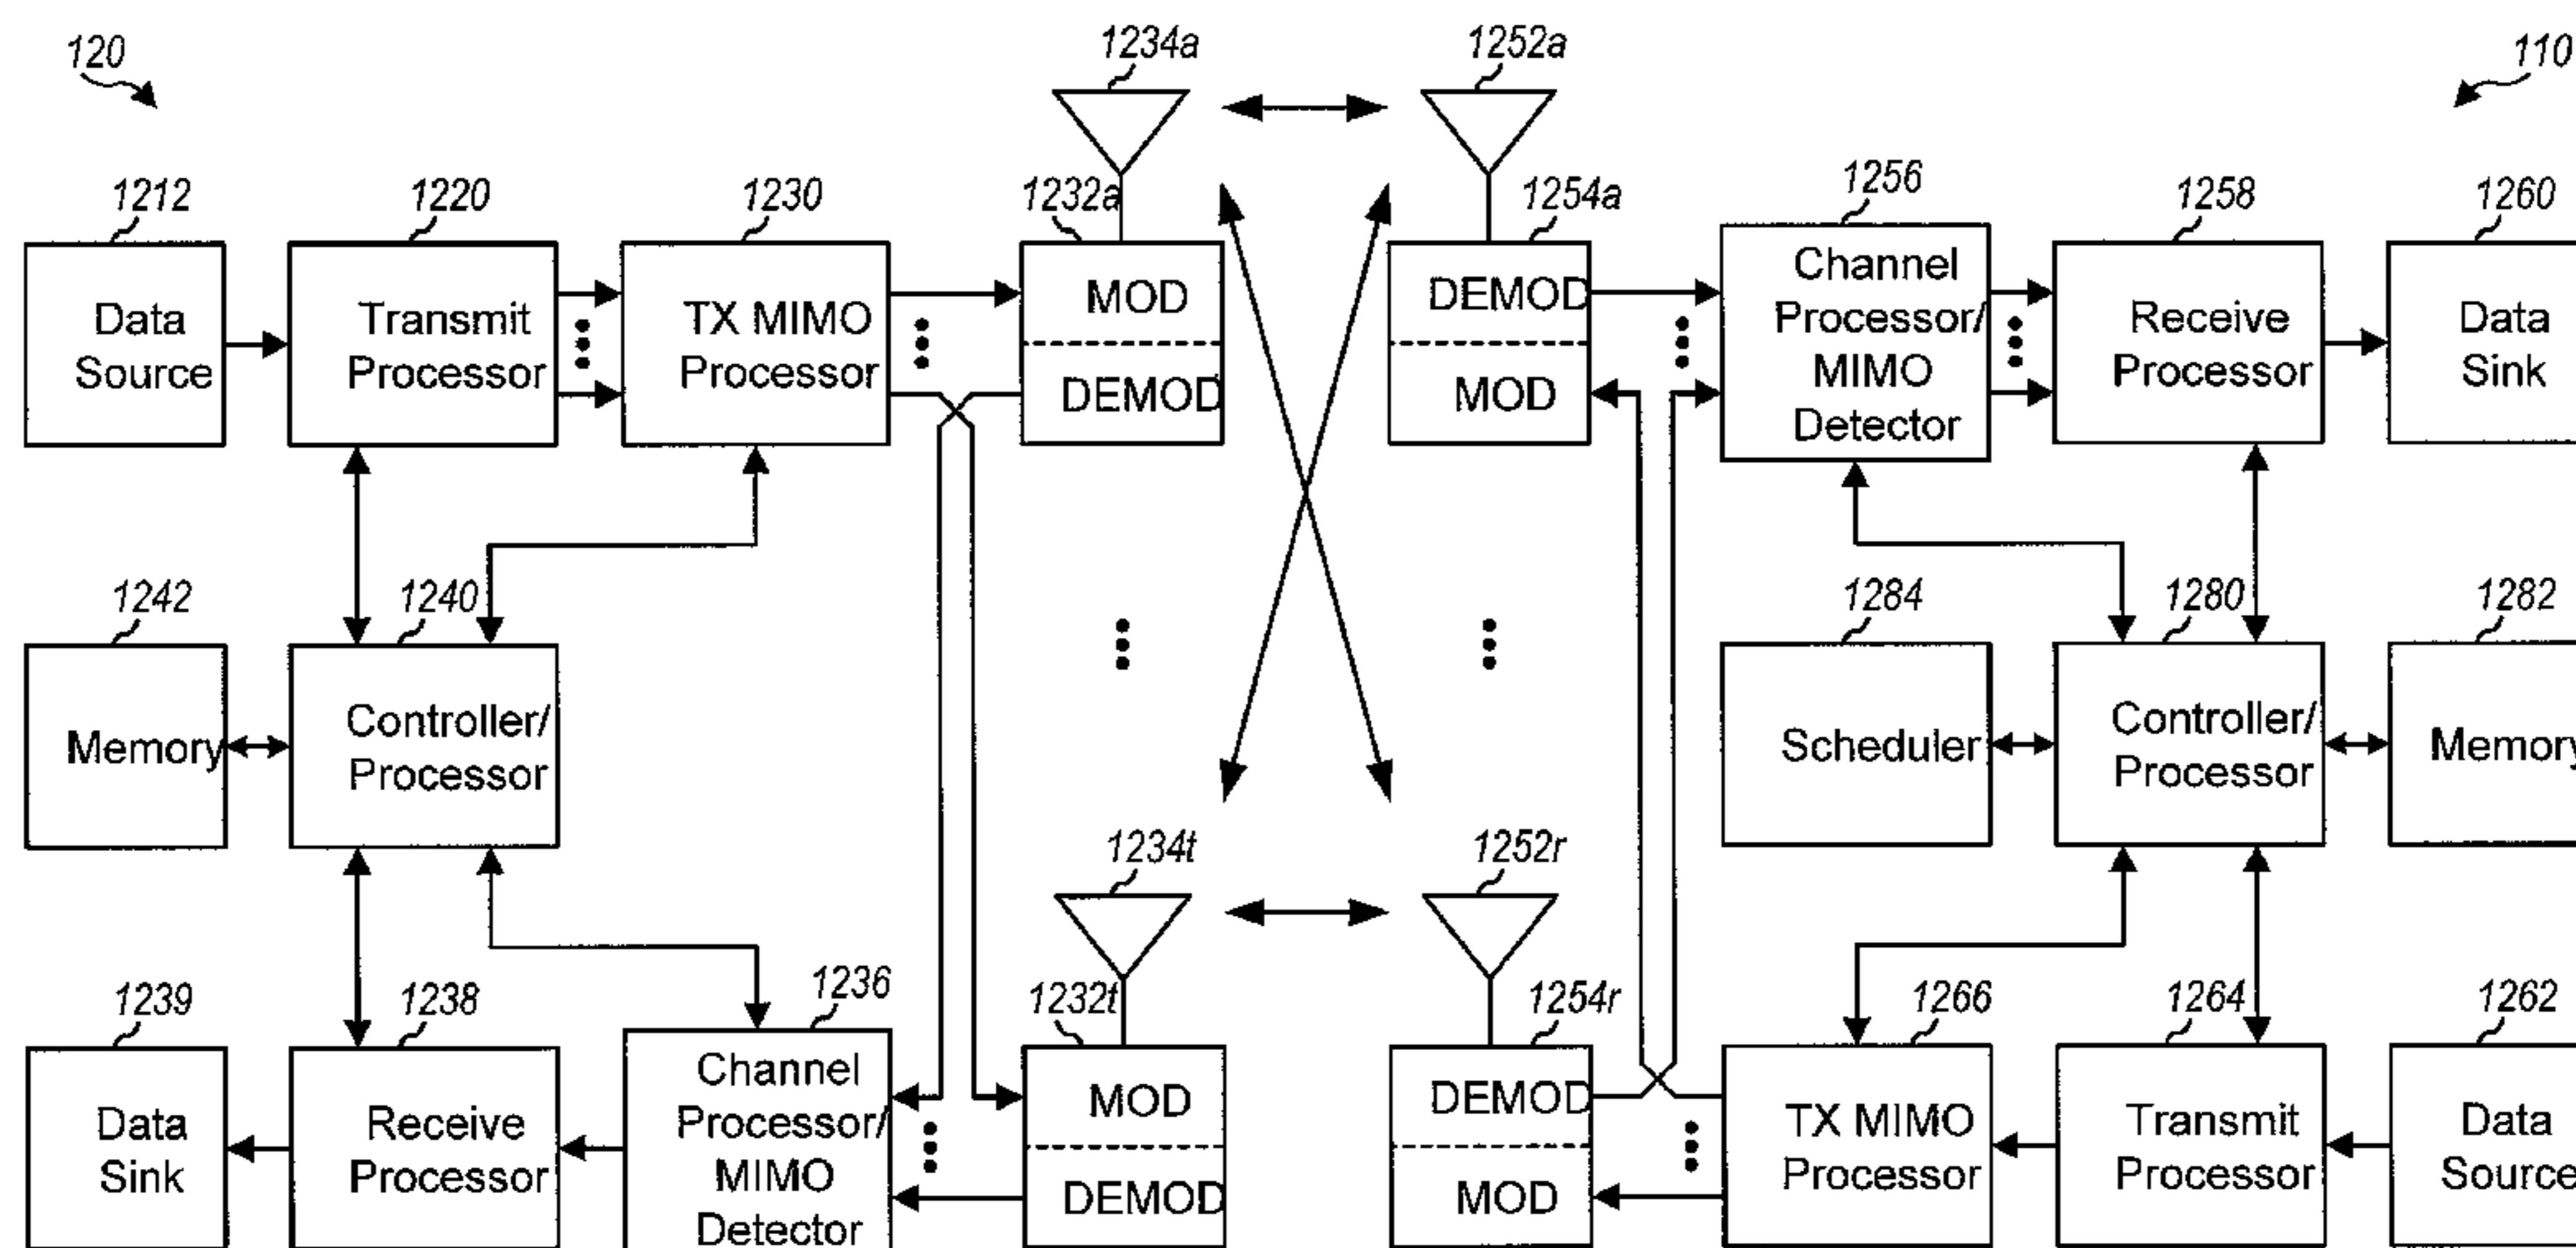 1234a
1252a
120
110
1212
1220
1230
1232a
1254a
1256
1258
1260
Data
Source
Transmit
Processor
TX MIMO
Processor
MOD
DEMOD
DEMOD
MOD
Channel
Processor/
MIMO
Detector
Receive
Processor
Data
Sink
1242
1240
1284
1280
1282
Memory
Controller/
Processor
Scheduler
Controller/
Processor
Memory
1234t
1252r
1239
1238
1236
1232t
1254r
1266
1264
1262
Data
Sink
Receive
Processor
Channel
Processor/
MIMO
Detector
MOD
DEMOD
DEMOD
MOD
TX MIMO
Processor
Transmit
Processor
Data
Source